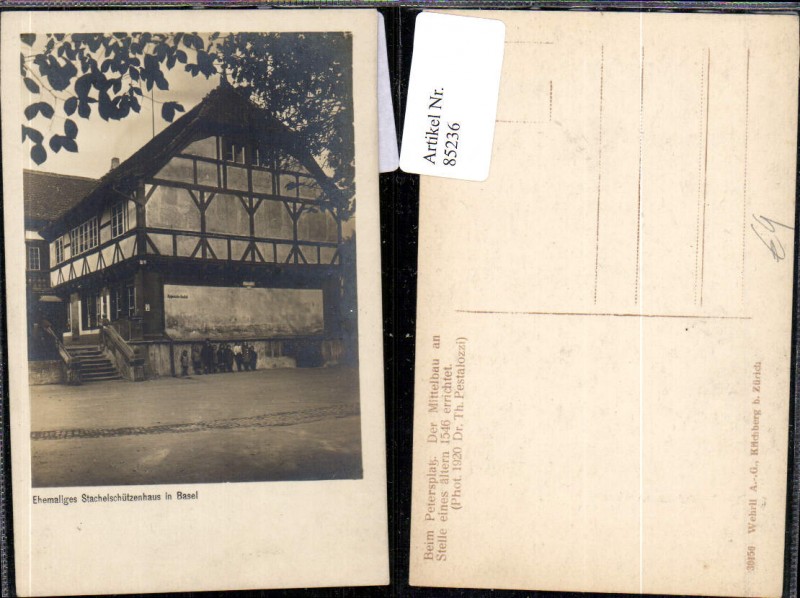 Ehemaliges Stachelschützenhaus in Basel
Artikel Nr.
85236
Beim Petersplatz. Der Mittelbau an
Stelle eines ältern 1546 errichtet.
(Phot. 1920 Dr. Th. Pestalozzi)
Wehrli A.-G., Kilchberg b. Zürich